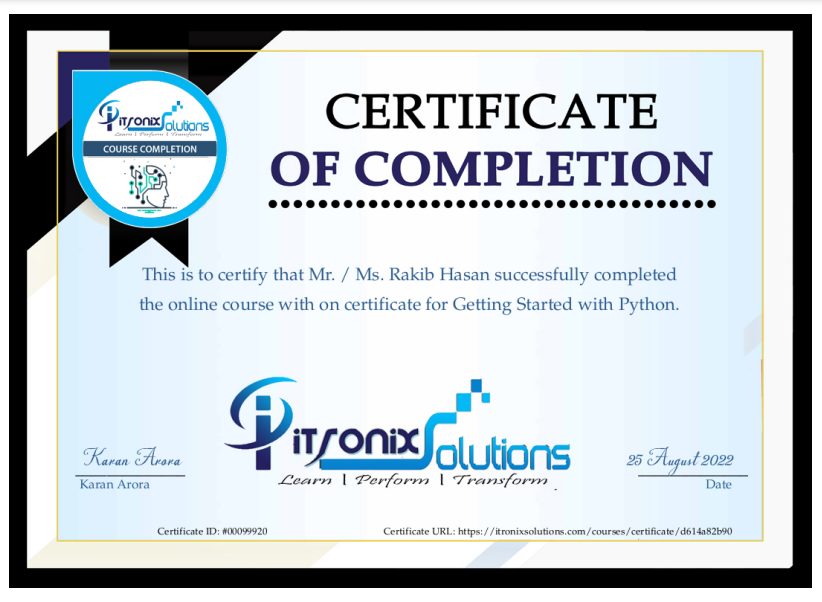 iTronix Solutions
Learn | Perform | Transform
COURSE COMPLETION
CERTIFICATE
OF COMPLETION
This is to certify that Mr. / Ms. Rakib Hasan successfully completed
the online course with on certificate for Getting Started with Python.
iTronix Solutions
Learn | Perform | Transform
Karan Arora
25 August 2022
Karan Arora
Date
Certificate ID: #00099920
Certificate URL: https://itronixsolutions.com/courses/certificate/d614a82b90